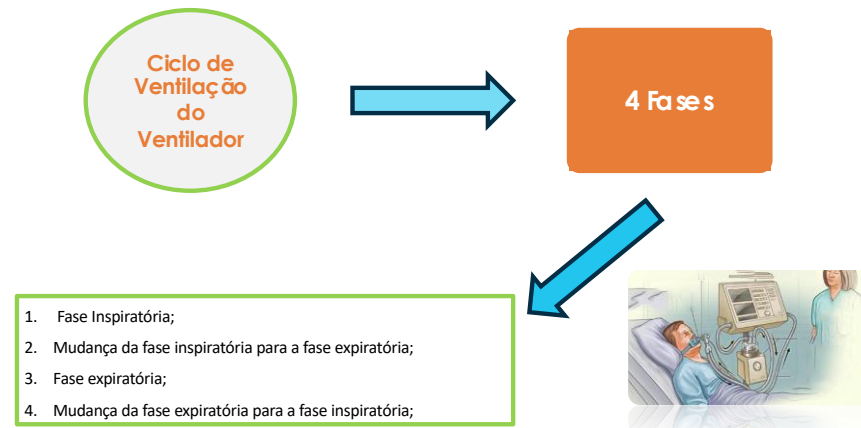 Ciclo de
Ventilação
do
Ventilador
4 Fases
1. Fase Inspiratória;
2. Mudança da fase inspiratória para a fase expiratória;
3. Fase expiratória;
4. Mudança da fase expiratória para a fase inspiratória;